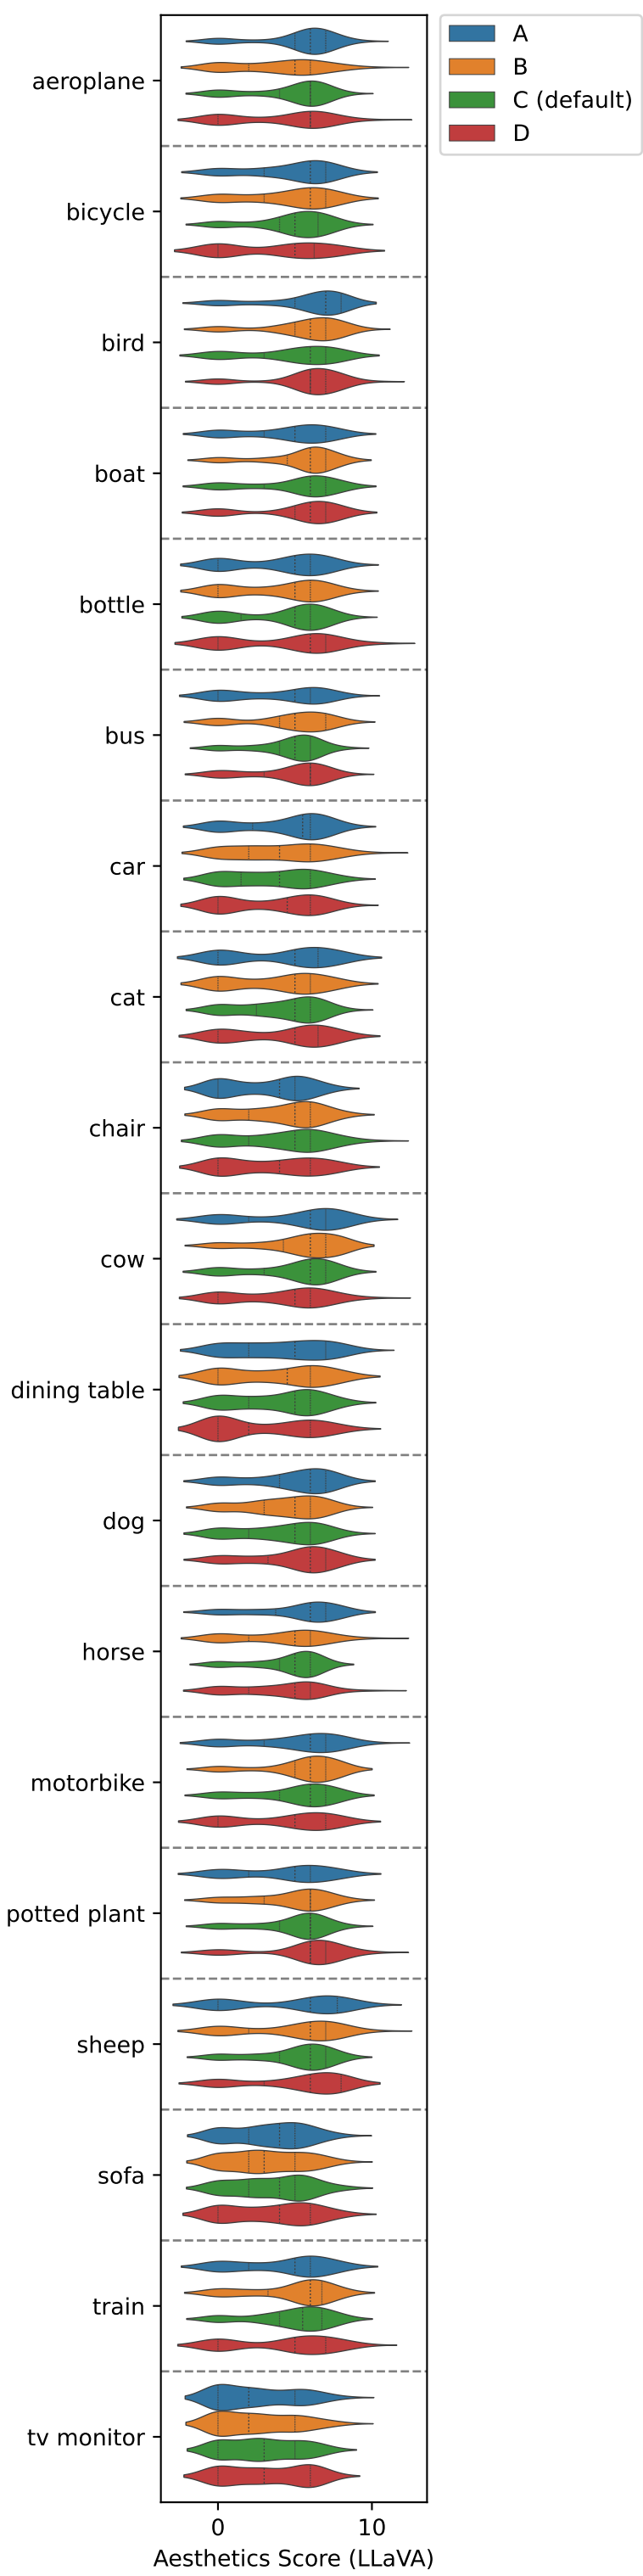 A
B
C (default)
D
aeroplane
bicycle
bird
boat
bottle
bus
car
cat
chair
cow
dining table
dog
horse
motorbike
potted plant
sheep
sofa
train
tv monitor
0 10
Aesthetics Score (LLaVA)